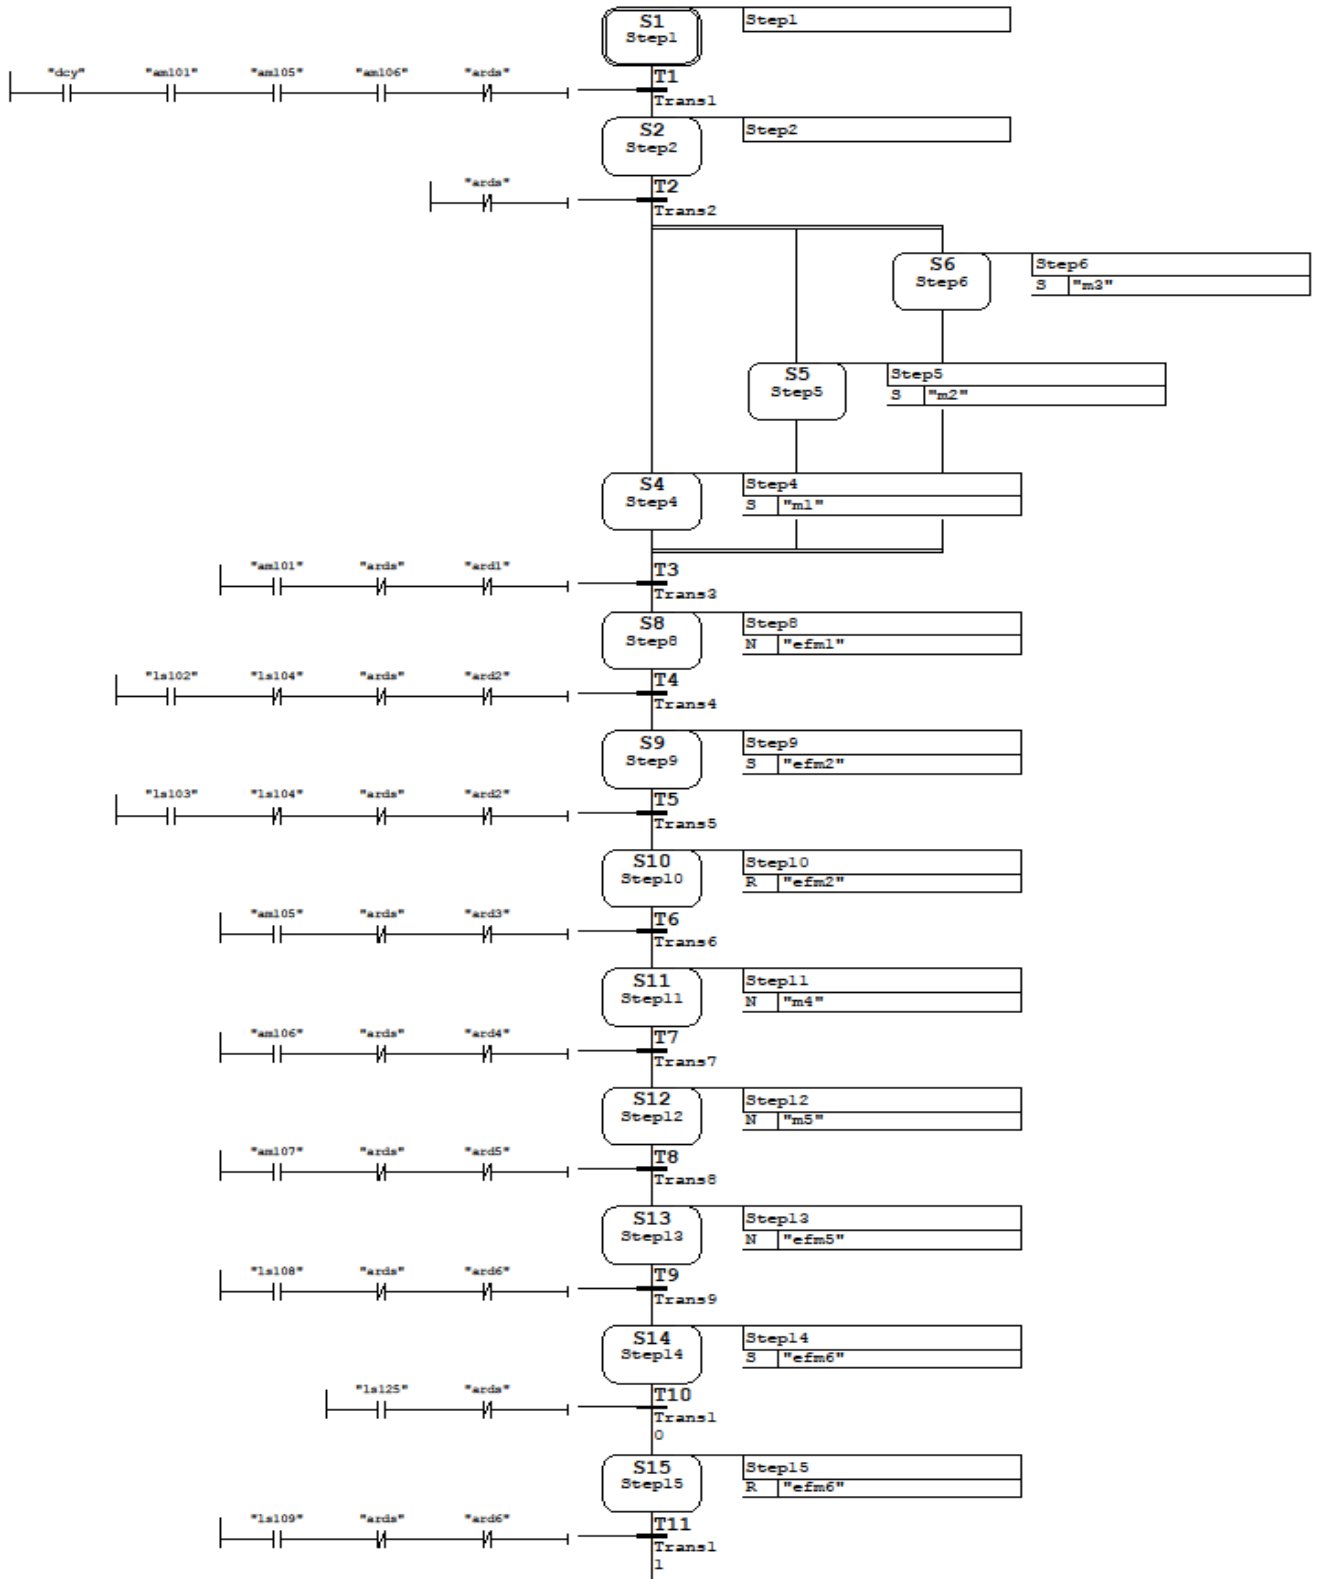 S1
Step1
Step1
"dcy" "am101" "am105" "am106" "ards"
T1
Trans1
S2
Step2
Step2
"ards"
T2
Trans2
S6
Step6
Step6
S "m3"
S5
Step5
Step5
S "m2"
S4
Step4
Step4
S "m1"
"am101" "ards" "ard1"
T3
Trans3
S8
Step8
Step8
N "efm1"
"ls102" "ls104" "ards" "ard2"
T4
Trans4
S9
Step9
Step9
S "efm2"
"ls103" "ls104" "ards" "ard2"
T5
Trans5
S10
Step10
Step10
R "efm2"
"am105" "ards" "ard3"
T6
Trans6
S11
Step11
Step11
N "m4"
"am106" "ards" "ard4"
T7
Trans7
S12
Step12
Step12
N "m5"
"am107" "ards" "ard5"
T8
Trans8
S13
Step13
Step13
N "efm5"
"ls108" "ards" "ard6"
T9
Trans9
S14
Step14
Step14
S "efm6"
"ls125" "ards"
T10
Trans1
0
S15
Step15
Step15
R "efm6"
"ls109" "ards" "ard6"
T11
Trans1
1